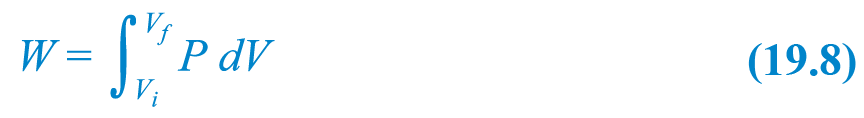 W = ∫_{V_i}^{V_f} P dV (19.8)